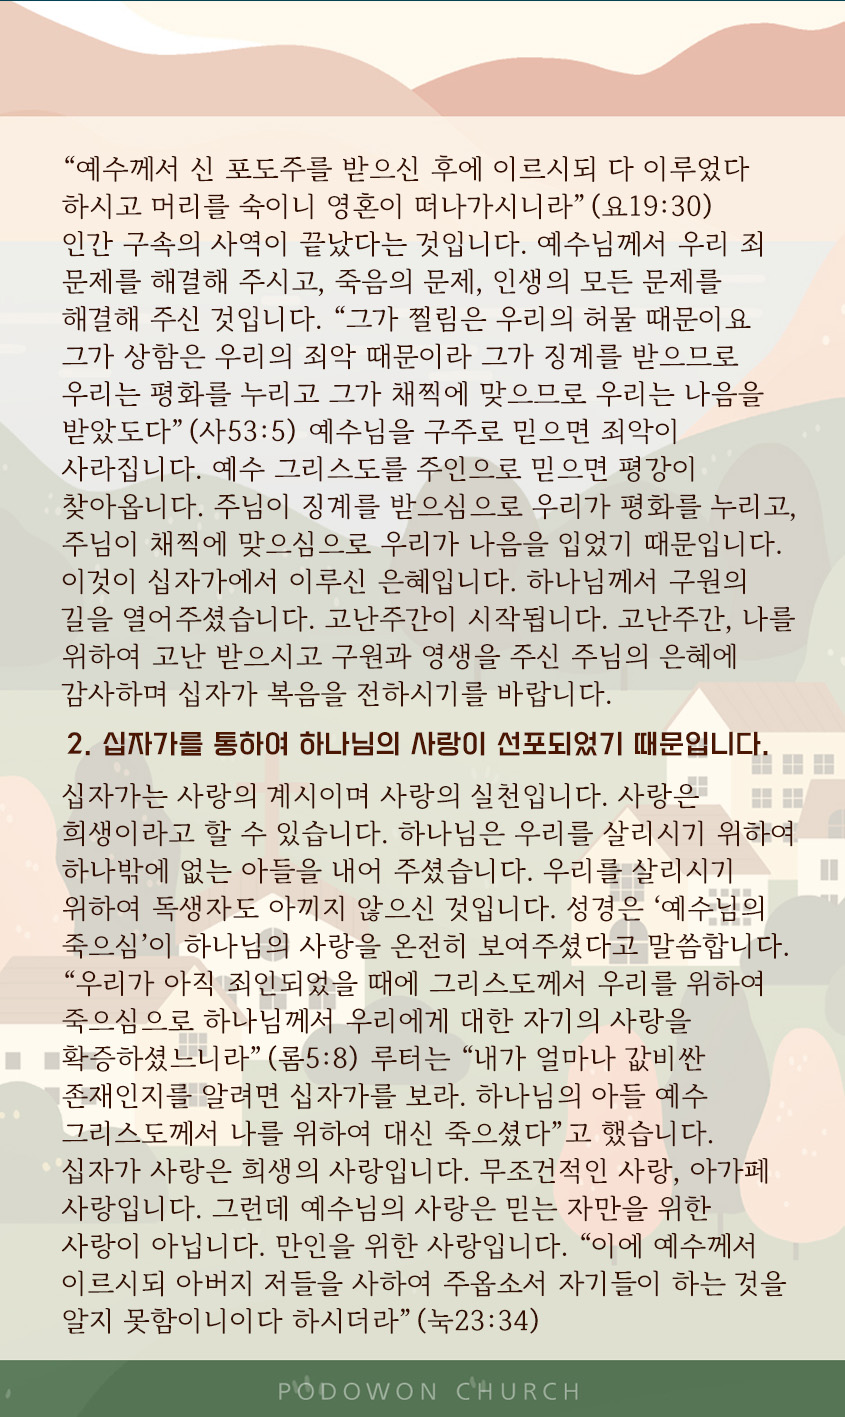 “예수께서 신 포도주를 받으신 후에 이르시되 다 이루었다
하시고 머리를 숙이니 영혼이 떠나가시니라” (요19:30)
인간 구속의 사역이 끝났다는 것입니다. 예수님께서 우리 죄
문제를 해결해 주시고, 죽음의 문제, 인생의 모든 문제를
해결해 주신 것입니다. “그가 찔림은 우리의 허물 때문이요
그가 상함은 우리의 죄악 때문이라 그가 징계를 받으므로
우리는 평화를 누리고 그가 채찍에 맞으므로 우리는 나음을
받았도다” (사53:5) 예수님을 구주로 믿으면 죄악이
사라집니다. 예수 그리스도를 주인으로 믿으면 평강이
찾아옵니다. 주님이 징계를 받으심으로 우리가 평화를 누리고,
주님이 채찍에 맞으심으로 우리가 나음을 입었기 때문입니다.
이것이 십자가에서 이루신 은혜입니다. 하나님께서 구원의
길을 열어주셨습니다. 고난주간이 시작됩니다. 고난주간, 나를
위하여 고난 받으시고 구원과 영생을 주신 주님의 은혜에
감사하며 십자가 복음을 전하시기를 바랍니다.
2. 십자가를 통하여 하나님의 사랑이 선포되었기 때문입니다.
십자가는 사랑의 계시이며 사랑의 실천입니다. 사랑은
희생이라고 할 수 있습니다. 하나님은 우리를 살리시기 위하여
하나밖에 없는 아들을 내어 주셨습니다. 우리를 살리시기
위하여 독생자도 아끼지 않으신 것입니다. 성경은 ‘예수님의
죽으심’이 하나님의 사랑을 온전히 보여주셨다고 말씀합니다.
“우리가 아직 죄인되었을 때에 그리스도께서 우리를 위하여
죽으심으로 하나님께서 우리에게 대한 자기의 사랑을
확증하셨느니라” (롬5:8) 루터는 “내가 얼마나 값비싼
존재인지를 알려면 십자가를 보라. 하나님의 아들 예수
그리스도께서 나를 위하여 대신 죽으셨다”고 했습니다.
십자가 사랑은 희생의 사랑입니다. 무조건적인 사랑, 아가페
사랑입니다. 그런데 예수님의 사랑은 믿는 자만을 위한
사랑이 아닙니다. 만인을 위한 사랑입니다. “이에 예수께서
이르시되 아버지 저들을 사하여 주옵소서 자기들이 하는 것을
알지 못함이니이다 하시더라” (눅23:34)
PODOWON CHURCH